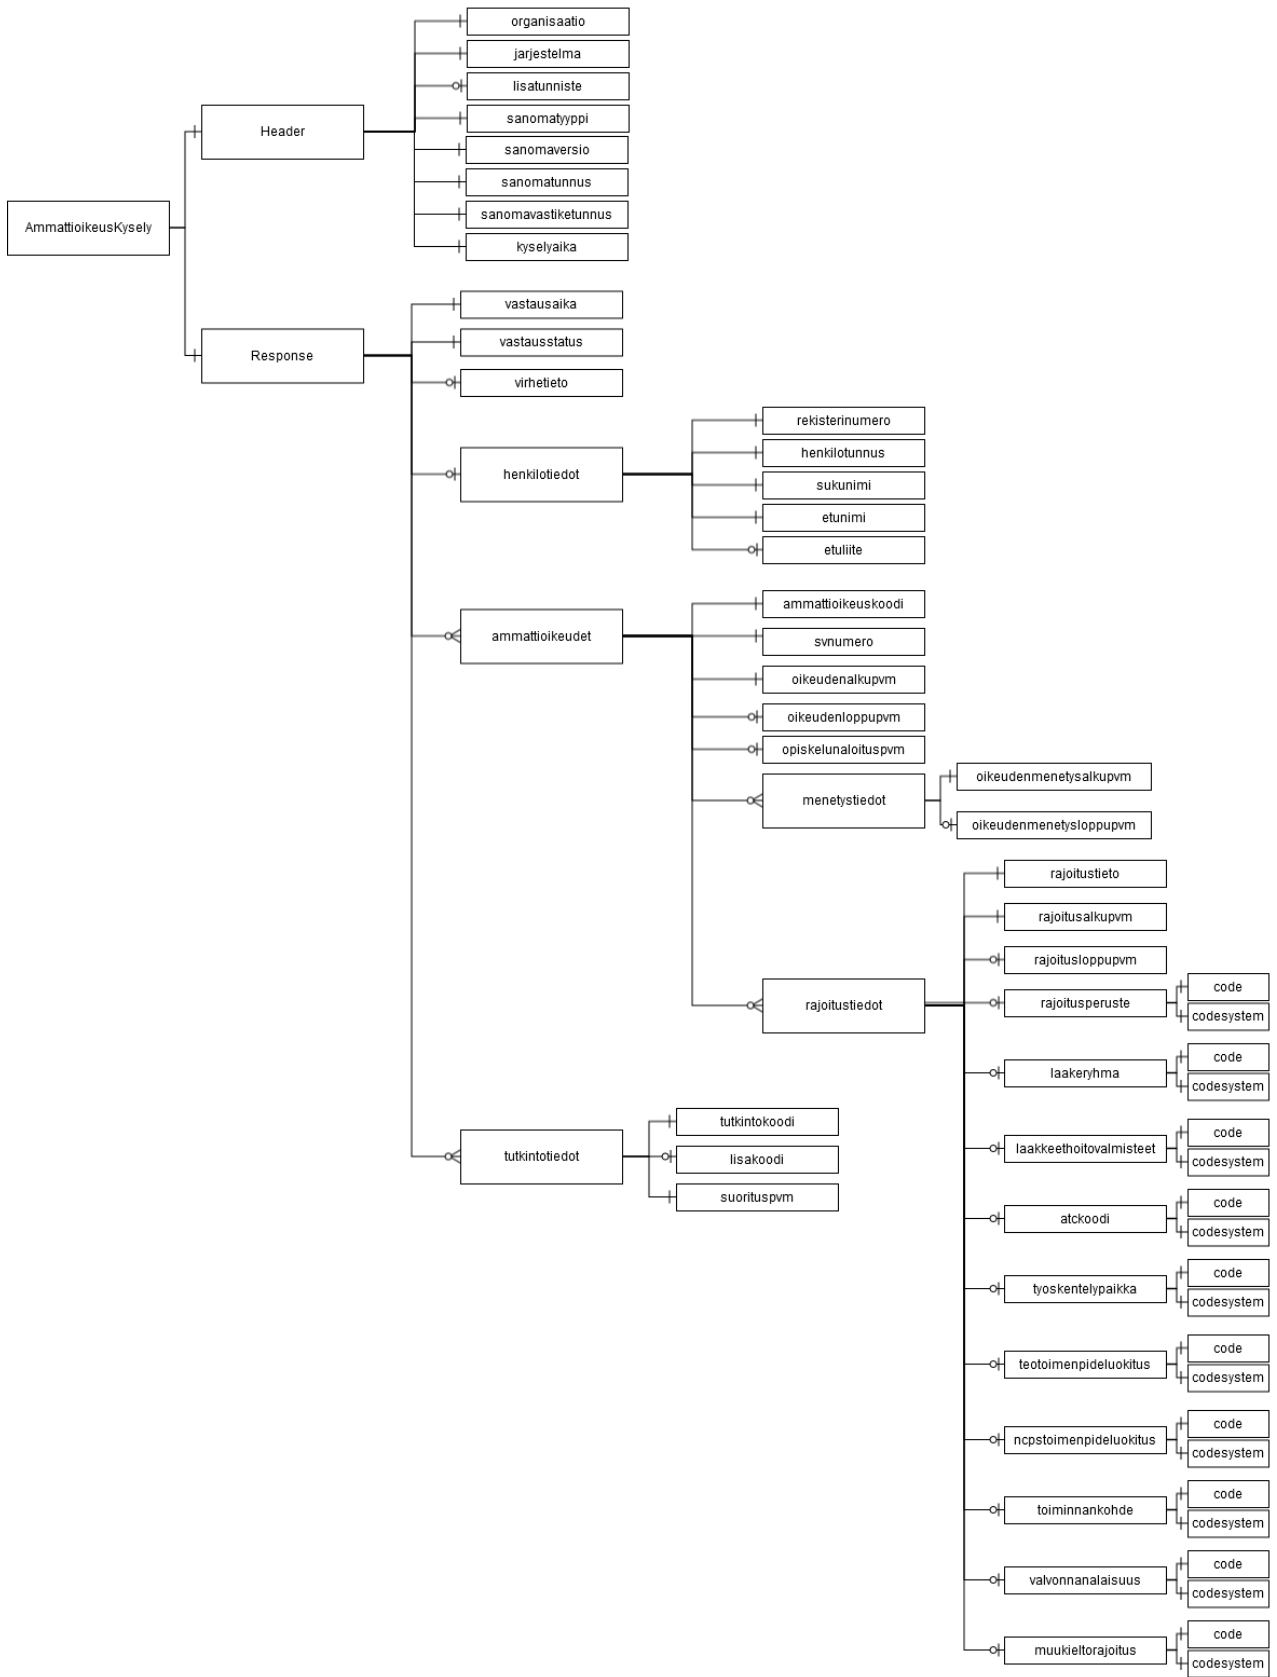 organisaatio
jarjestelma
lisatunniste
sanomatyyppi
Header
sanomaversio
sanomatunnus
sanomavastiketunnus
AmmattioikeusKysely
kyselyaika
vastausaika
vastausstatus
Response
virhetieto
rekisterinumero
henkilotunnus
henkilotiedot
sukunimi
etunimi
etuliite
ammattioikeuskoodi
ammattioikeudet
svnumero
oikeudenalkupvm
oikeudenloppupvm
opiskelunaloituspvm
menetystiedot
oikeudenmenetysalkupvm
oikeudenmenetysloppupvm
rajoitustieto
rajoitusalkupvm
rajoitusloppupvm
rajoitustiedot
rajoitusperuste
code
codesystem
laakeryhma
code
codesystem
tutkintokoodi
tutkintotiedot
lisakoodi
suorituspvm
laakkeethoitovalmisteet
code
codesystem
atckoodi
code
codesystem
tyoskentelypaikka
code
codesystem
teotoimenpideluokitus
code
codesystem
ncpstoimenpideluokitus
code
codesystem
toiminnankohde
code
codesystem
valvonnanalaisuus
code
codesystem
muukieltorajoitus
code
codesystem